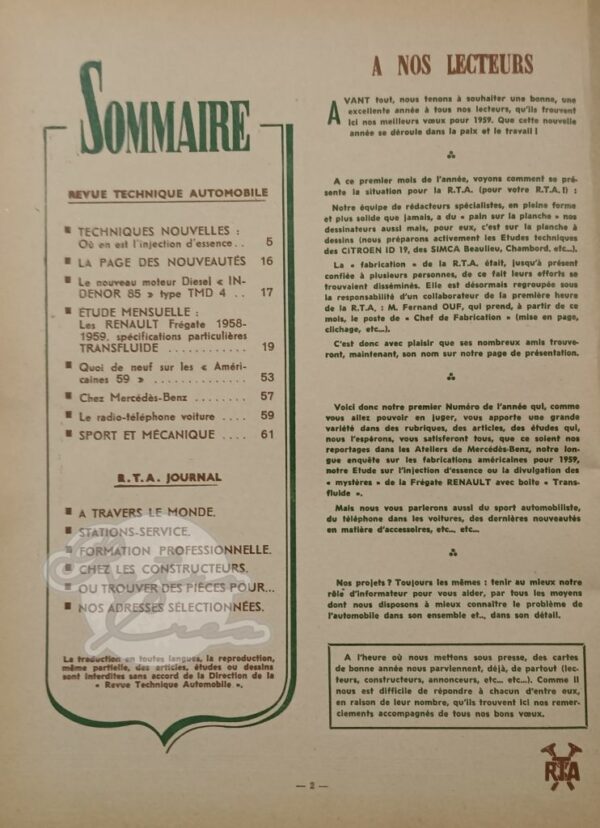 SOMMAIRE
REVUE TECHNIQUE AUTOMOBILE
TECHNIQUES NOUVELLES :
Où en est l'injection d'essence . . 5
LA PAGE DES NOUVEAUTÉS 16
Le nouveau moteur Diesel « IN-
DENOR 85 » type TMD 4 . . 17
ÉTUDE MENSUELLE :
Les RENAULT Frégate 1958-
1959, spécifications particulières
TRANSFLUIDE . . . . . . . . . . . . 19
Quoi de neuf sur les « Améri-
caines 59 » . . . . . . . . . . . . . 53
Chez Mercédès-Benz . . . . . . . . 57
Le radio-téléphone voiture . . . . 59
SPORT ET MÉCANIQUE . . . . 61
R.T.A. JOURNAL
A TRAVERS LE MONDE.
STATIONS-SERVICE.
FORMATION PROFESSIONNELLE.
CHEZ LES CONSTRUCTEURS.
OU TROUVER DES PIÈCES POUR...
NOS ADRESSES SÉLECTIONNÉES.
La traduction en toutes langues, la reproduction,
même partielle, des articles, études ou dessins
sont interdites sans accord de la Direction de la
« Revue Technique Automobile ».
A NOS LECTEURS
AVANT tout, nous tenons à souhaiter une bonne, une
excellente année à tous nos lecteurs, qu'ils trouvent
ici nos meilleurs vœux pour 1959. Que cette nouvelle
année se déroule dans la paix et le travail !
A ce premier mois de l'année, voyons comment se pré-
sente la situation pour la R.T.A. (pour votre R.T.A.!) :
Notre équipe de rédacteurs spécialistes, en pleine forme
et plus solide que jamais, a du « pain sur la planche » nos
dessinateurs aussi mais, pour eux, c'est sur la planche à
dessins (nous préparons activement les Etudes techniques
des CITROEN ID 19, des SIMCA Beaulieu, Chambord, etc...).
La « fabrication » de la R.T.A. était, jusqu'à présent
confiée à plusieurs personnes, de ce fait leurs efforts se
trouvaient disséminés. Elle est désormais regroupée sous
la responsabilité d'un collaborateur de la première heure
de la R.T.A, : M. Fernand OUF, qui prend, à partir de ce
mois, le poste de « Chef de Fabrication » (mise en page,
clichage, etc...).
C'est donc avec plaisir que ses nombreux amis trouve-
ront, maintenant, son nom sur notre page de présentation.
Voici donc notre premier Numéro de l'année qui, comme
vous allez pouvoir en juger, vous apporte une grande
variété dans des rubriques, des articles, des études qui,
nous l'espérons, vous satisferont tous, que ce soient nos
reportages dans les Ateliers de Mercédès-Benz, notre lon-
gue enquête sur les fabrications américaines pour 1959,
notre Etude sur l'injection d'essence ou la divulgation des
« mystères » de la Frégate RENAULT avec boîte « Trans-
fluide ».
Mais nous vous parlerons aussi du sport automobiliste,
du téléphone dans les voitures, des dernières nouveautés
en matière d'accessoires, etc... etc...
Nos projets ? Toujours les mêmes : tenir au mieux notre
rôle d'informateur pour vous aider, par tous les moyens
dont nous disposons à mieux connaître le problème de
l'automobile dans son ensemble et.., dans son détail.
A l'heure où nous mettons sous presse, des cartes
de bonne année nous parviennent, déjà, de partout (lec-
teurs, constructeurs, annonceurs, etc... etc...). Comme il
nous est difficile de répondre à chacun d'entre eux,
en raison de leur nombre, qu'ils trouvent ici nos remer-
ciements accompagnés de tous nos bons vœux.
— 2 —
RTA